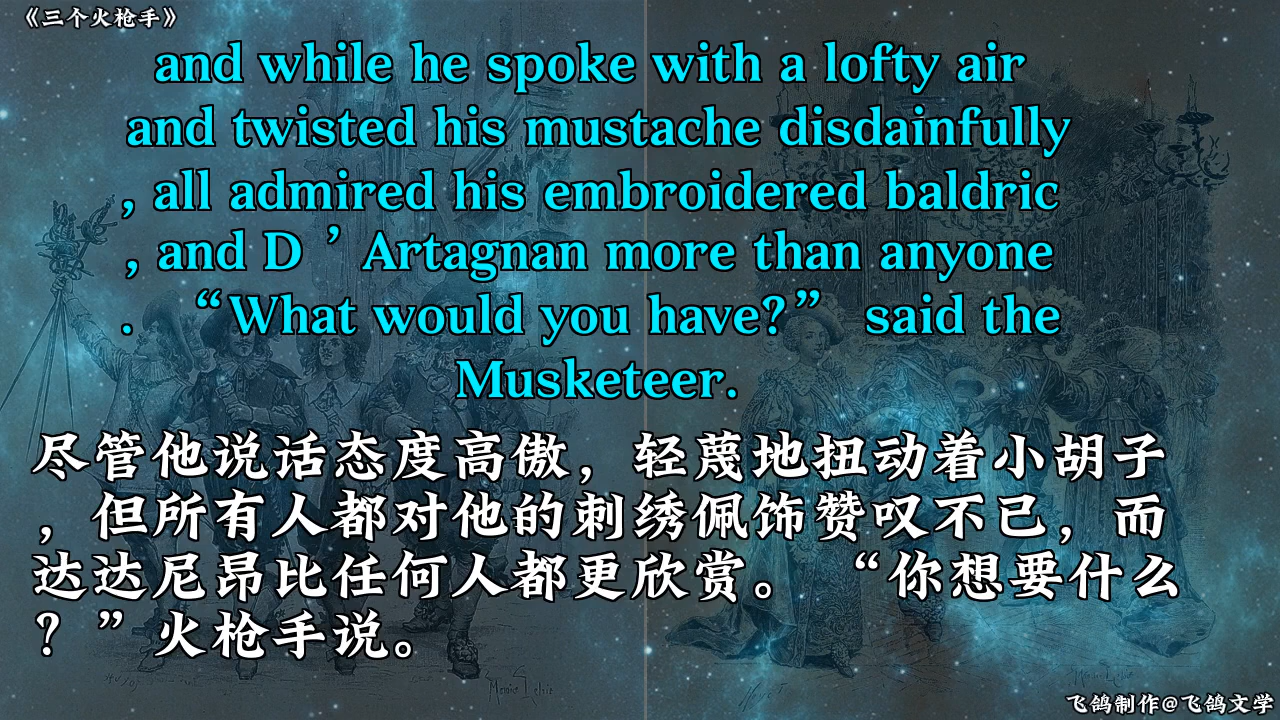 《三个火枪手》
and while he spoke with a lofty air
and twisted his mustache disdainfully
, all admired his embroidered baldric
, and D ’ Artagnan more than anyone
. “What would you have?” said the
Musketeer.
尽管他说话态度高傲，轻蔑地扭动着小胡子
，但所有人都对他的刺绣佩饰赞叹不已，而
达达尼昂比任何人都更欣赏。 “你想要什么
？”火枪手说。
飞鸽制作@飞鸽文学